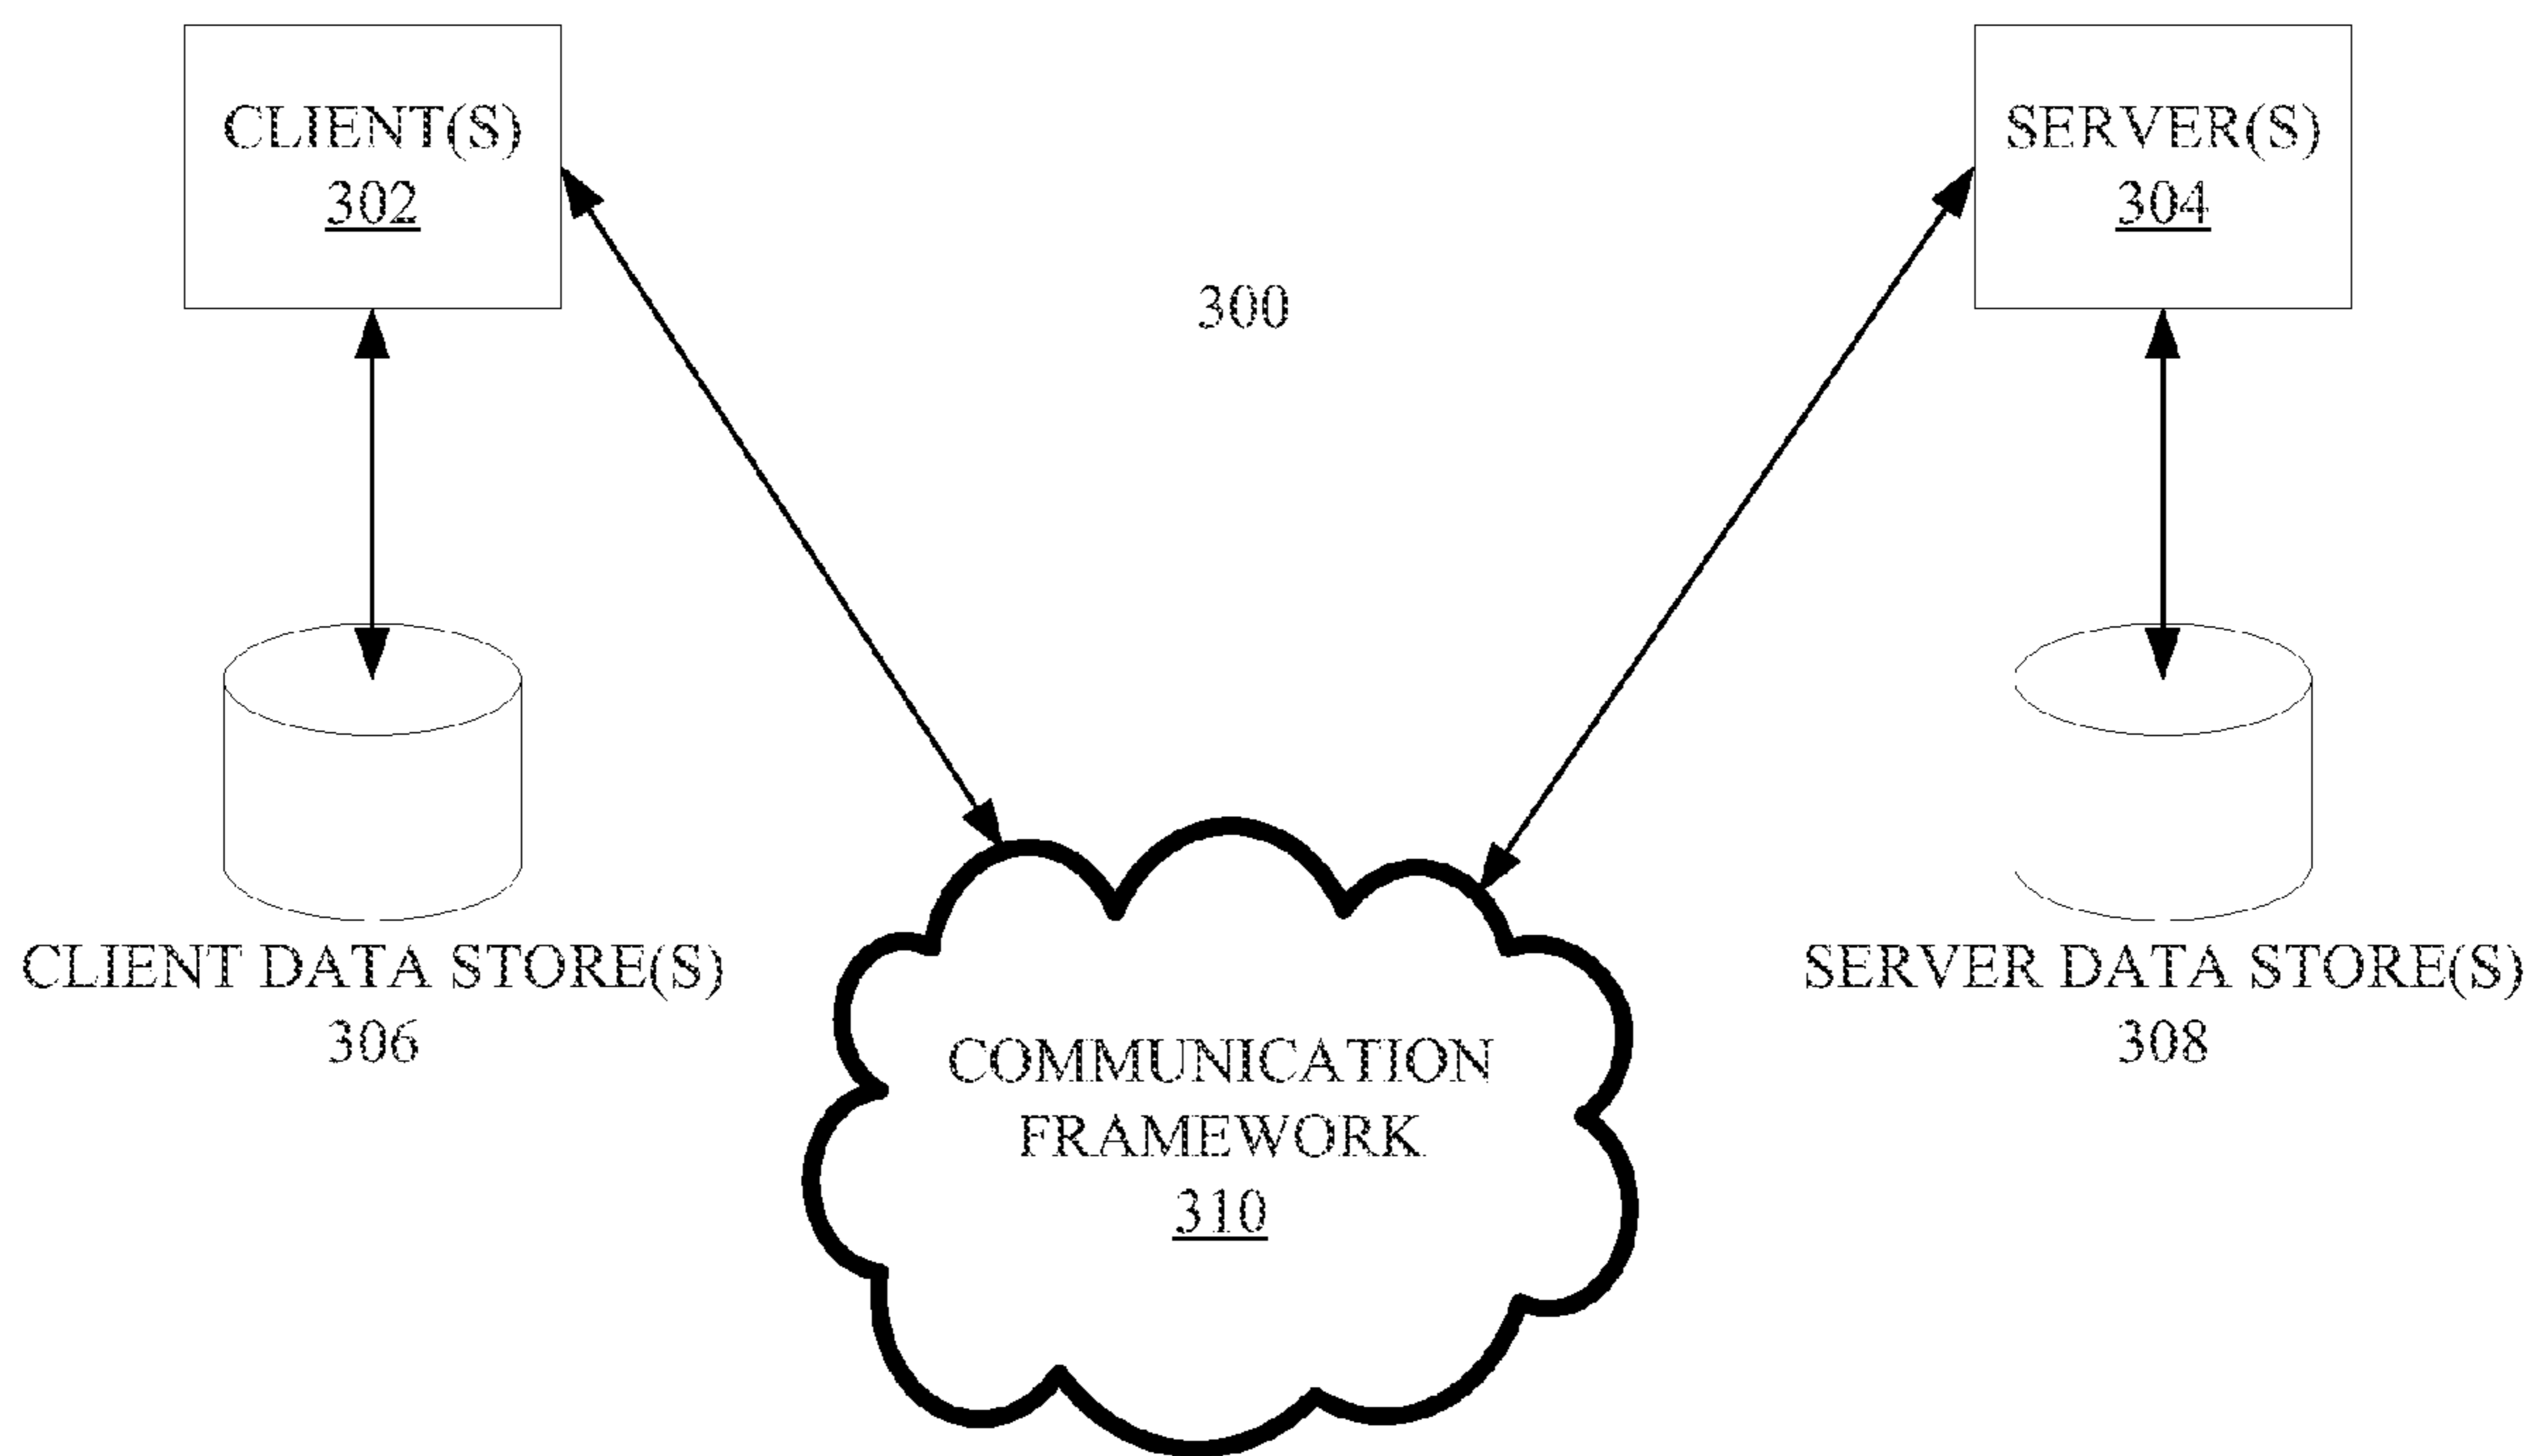 CLIENT(S)
302
SERVER(S)
304
300
CLIENT DATA STORE(S)
306
SERVER DATA STORE(S)
308
COMMUNICATION
FRAMEWORK
310